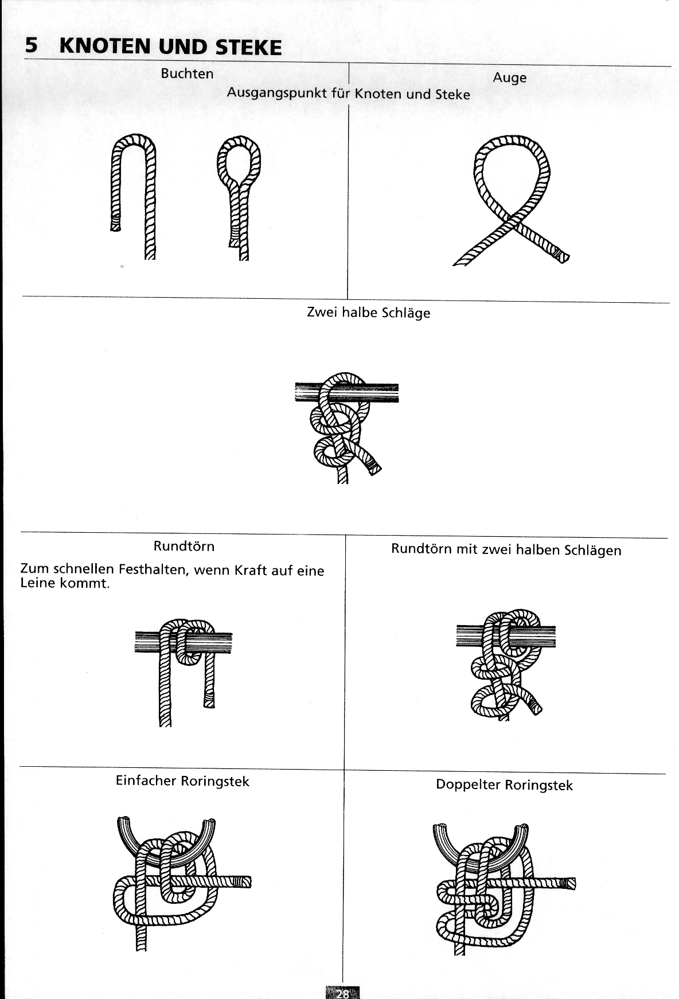 5 KNOTEN UND STEKE
Buchten
Auge
Ausgangspunkt für Knoten und Steke
Zwei halbe Schläge
Rundtörn
Zum schnellen Festhalten, wenn Kraft auf eine
Leine kommt.
Rundtörn mit zwei halben Schlägen
Einfacher Roringstek
Doppelter Roringstek
28